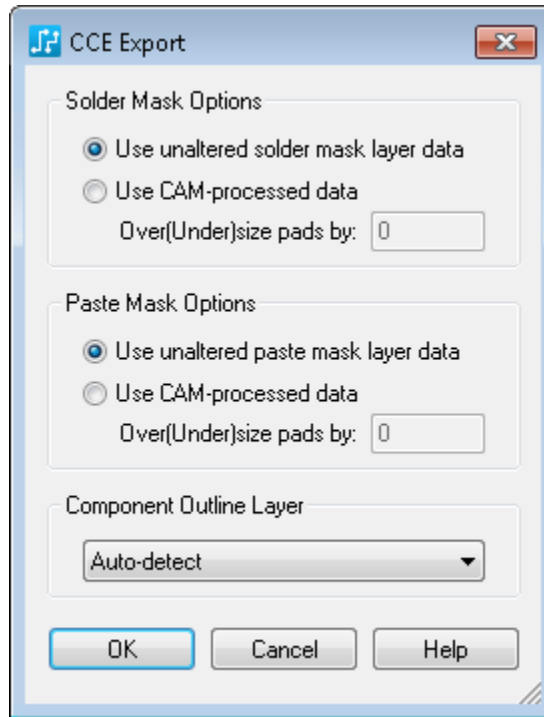 CCE Export
Solder Mask Options
Use unaltered solder mask layer data
Use CAM-processed data
Over(Under)size pads by: 0
Paste Mask Options
Use unaltered paste mask layer data
Use CAM-processed data
Over(Under)size pads by: 0
Component Outline Layer
Auto-detect
OK Cancel Help